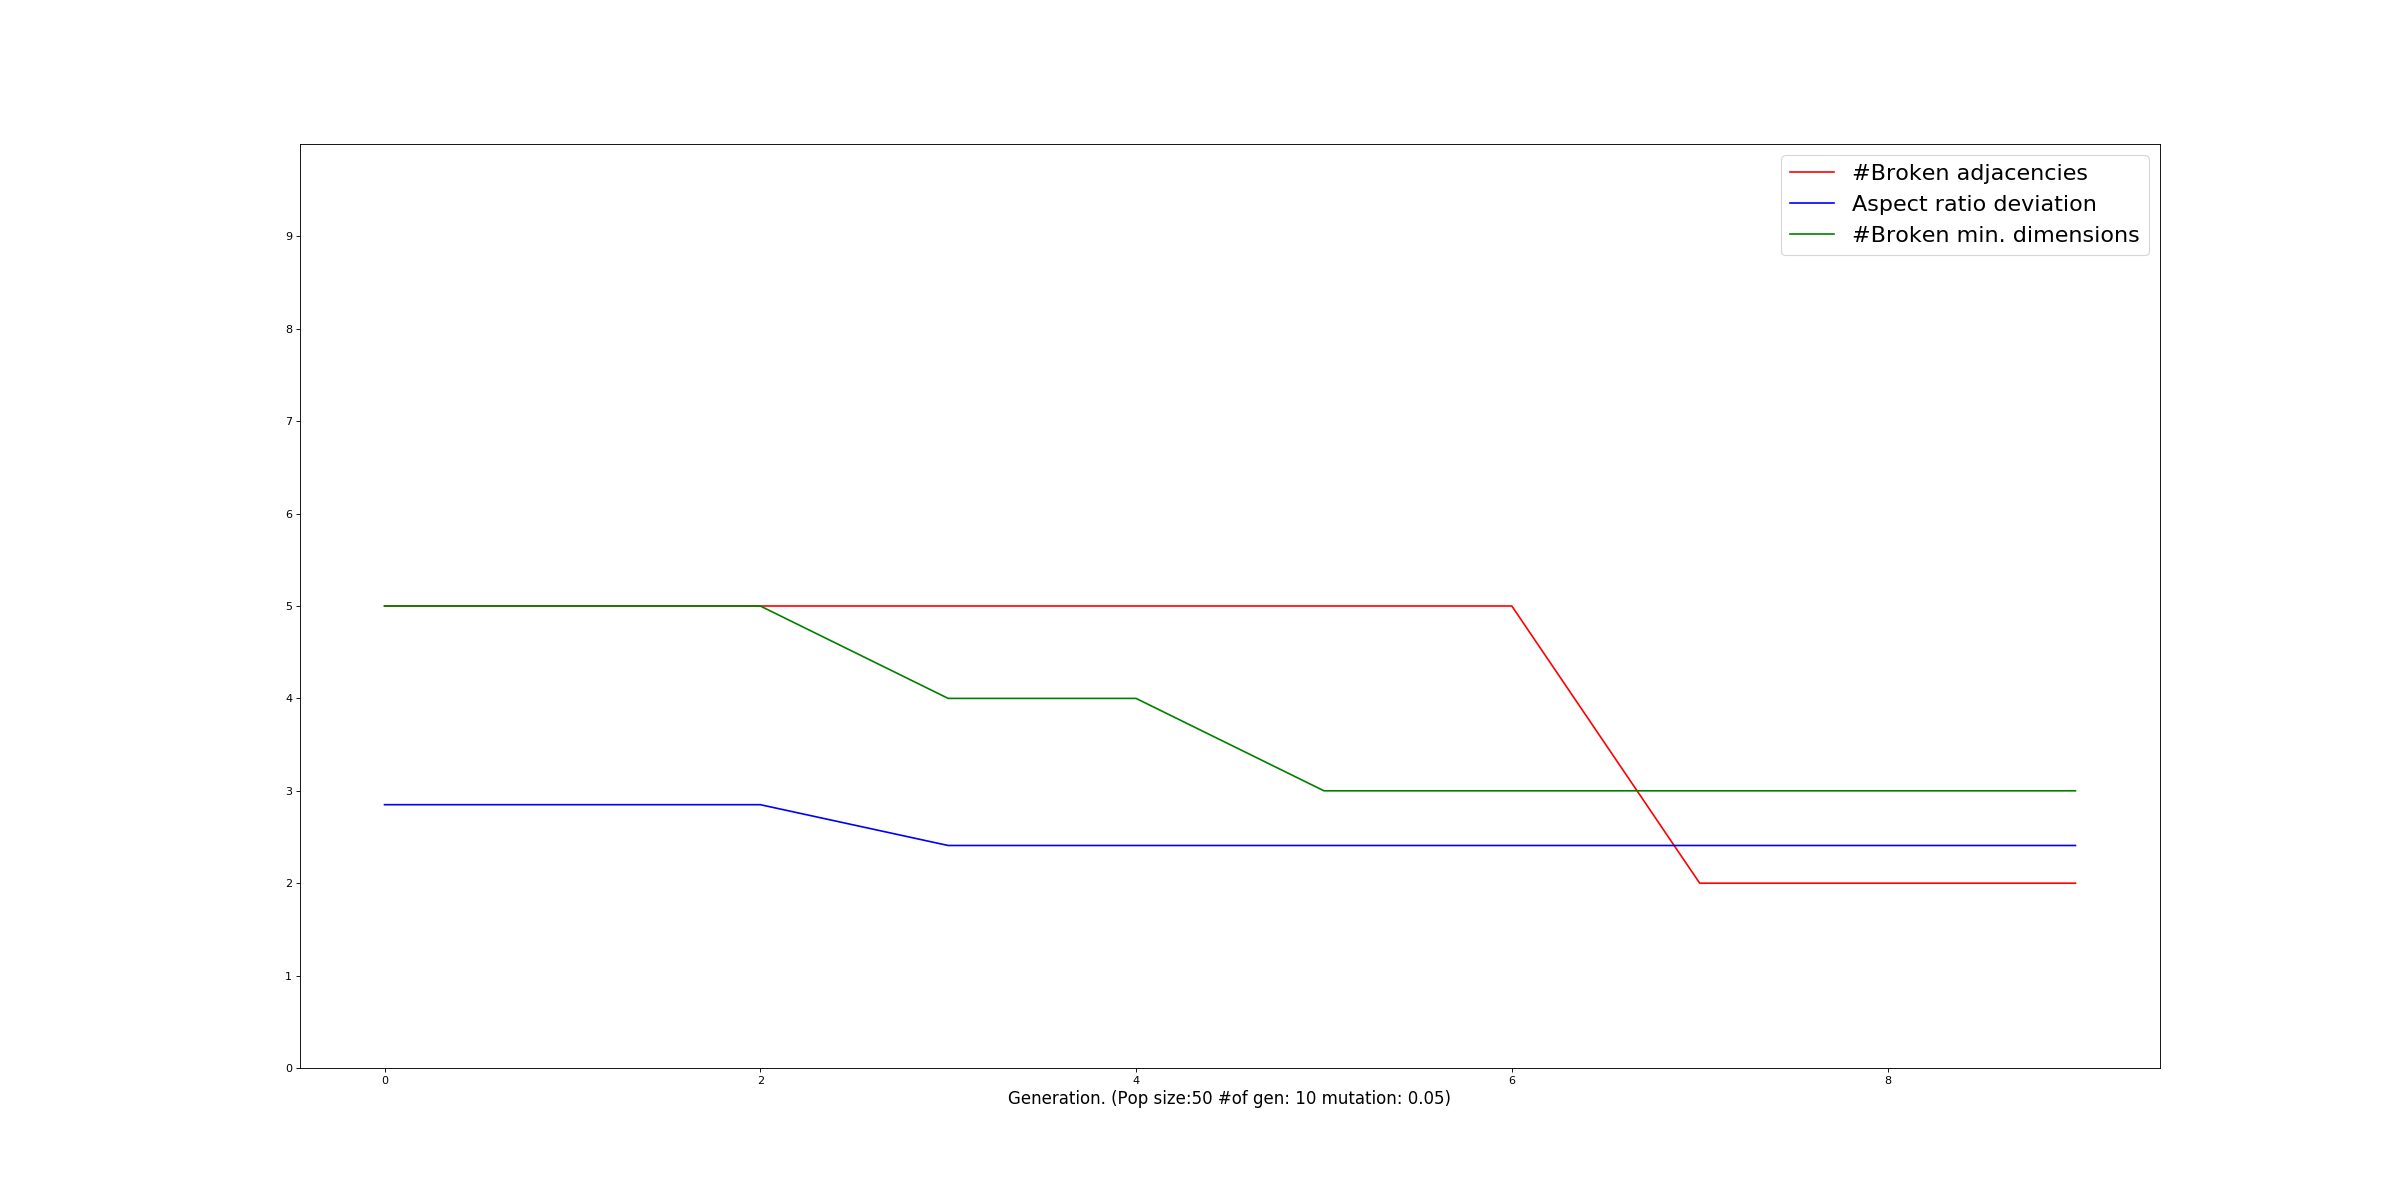 #Broken adjacencies
Aspect ratio deviation
#Broken min. dimensions
9
8
7
6
5
4
3
2
1
0
0 2 4 6 8
Generation. (Pop size:50 #of gen: 10 mutation: 0.05)